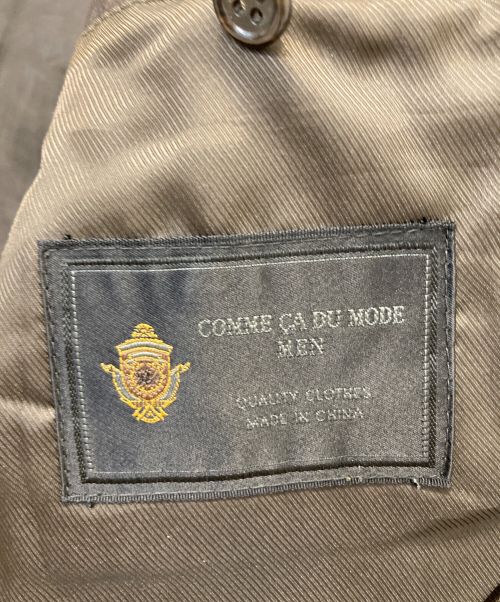 COMME ÇA DU MODE
MEN
QUALITY CLOTHES
MADE IN CHINA